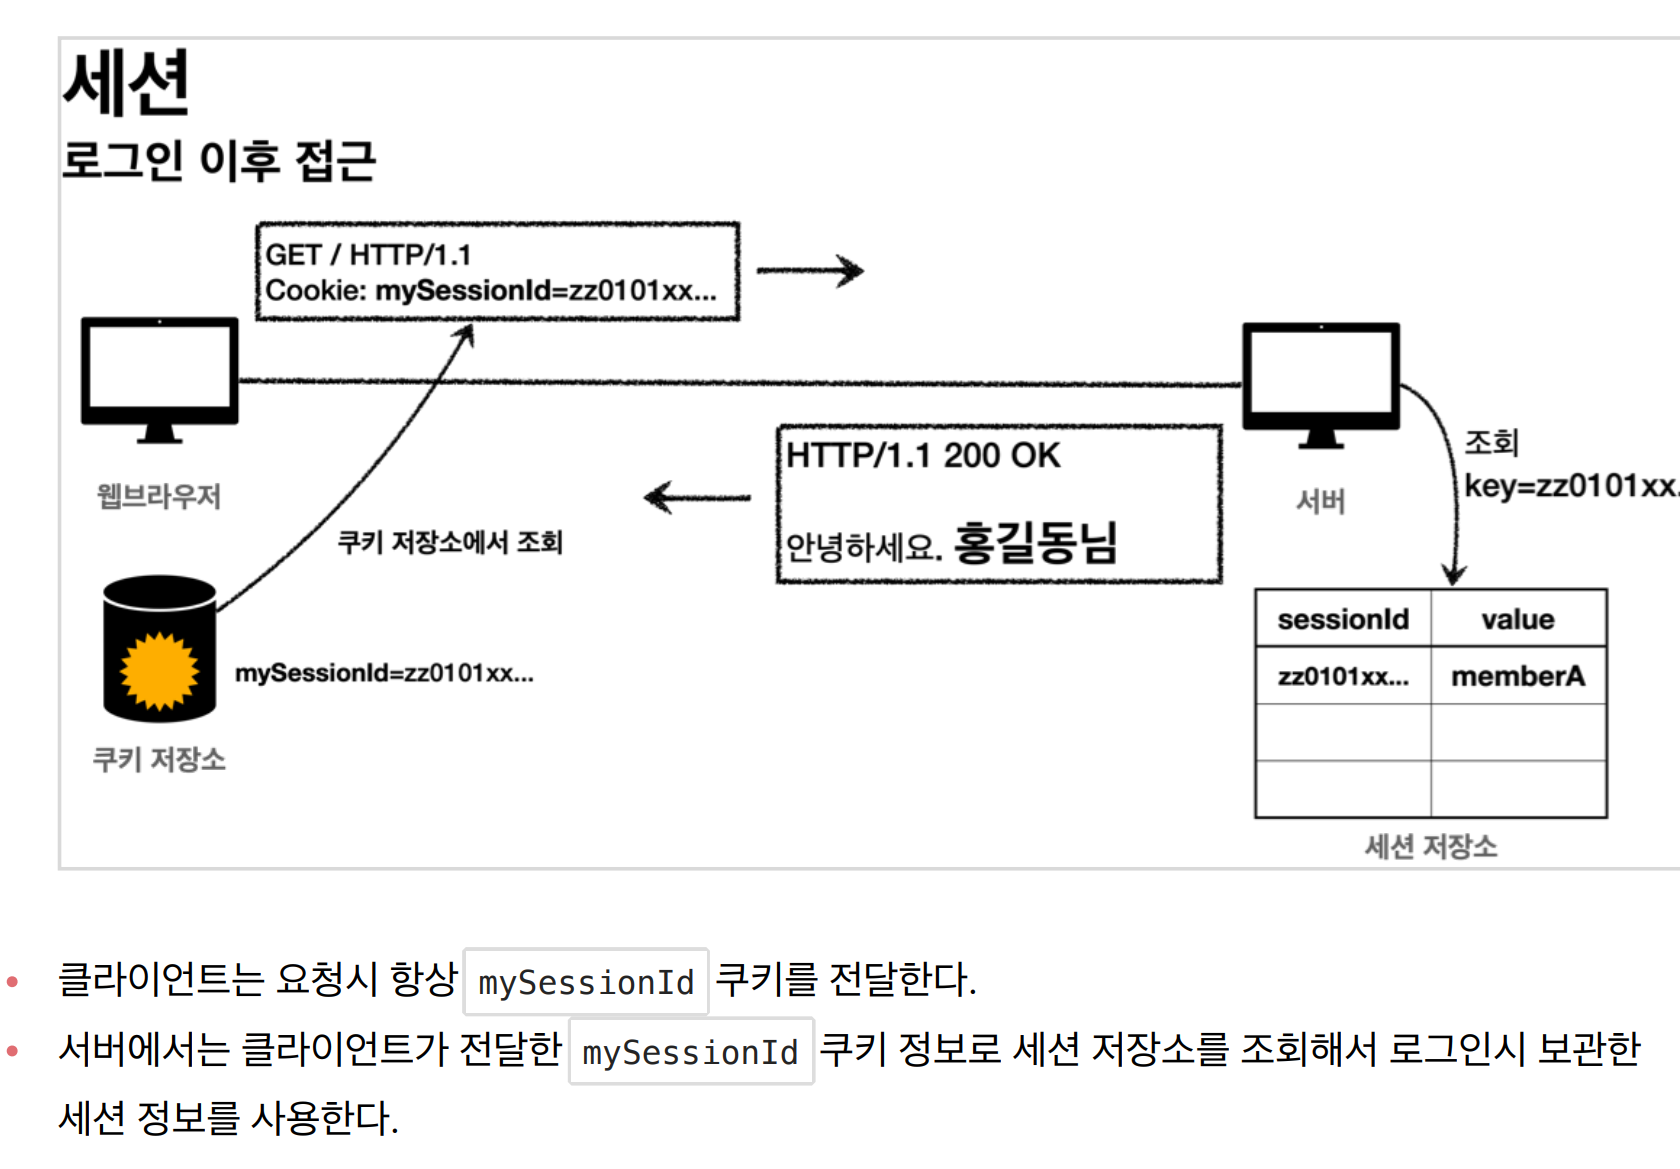 세션
로그인 이후 접근
GET / HTTP/1.1
Cookie: mySessionId=zz0101xx...
웹브라우저
HTTP/1.1 200 OK
안녕하세요. 홍길동님
서버
조회
key=zz0101xx.
쿠키 저장소에서 조회
mySessionId=zz0101xx...
쿠키 저장소
sessionId value
zz0101xx... memberA
세션 저장소
클라이언트는 요청시 항상 mySessionId 쿠키를 전달한다.
서버에서는 클라이언트가 전달한 mySessionId 쿠키 정보로 세션 저장소를 조회해서 로그인시 보관한
세션 정보를 사용한다.